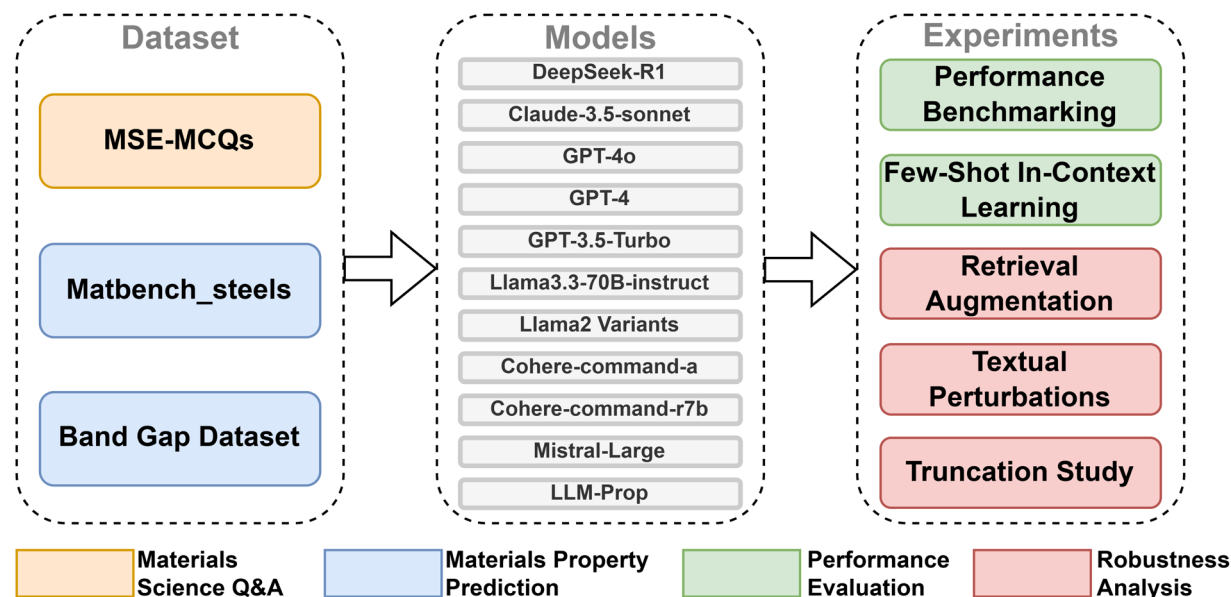 Dataset
MSE-MCQs
Matbench_steels
Band Gap Dataset
Models
DeepSeek-R1
Claude-3.5-sonnet
GPT-4o
GPT-4
GPT-3.5-Turbo
Llama3.3-70B-instruct
Llama2 Variants
Cohere-command-a
Cohere-command-r7b
Mistral-Large
LLM-Prop
Experiments
Performance
Benchmarking
Few-Shot In-Context
Learning
Retrieval
Augmentation
Textual
Perturbations
Truncation Study
Materials
Science Q&A
Materials Property
Prediction
Performance
Evaluation
Robustness
Analysis